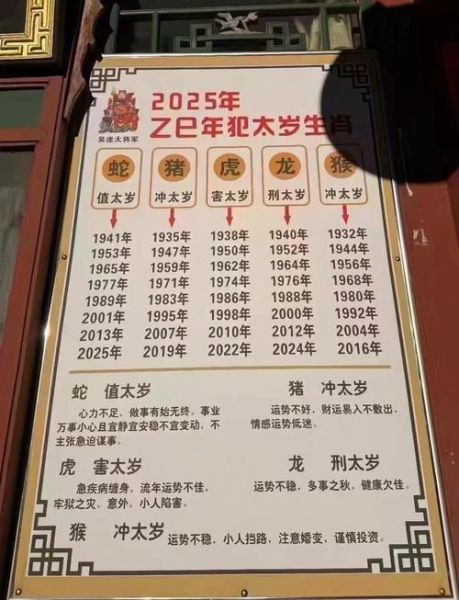 2025年
乙巳年犯太岁生肖
吴遂大将军
蛇 猪 虎 龙 猴
值太岁 冲太岁 害太岁 刑太岁 冲太岁
1941年 1935年 1938年 1940年 1932年
1953年 1947年 1950年 1952年 1944年
1965年 1959年 1962年 1964年 1956年
1977年 1971年 1974年 1976年 1968年
1989年 1983年 1986年 1988年 1980年
2001年 1995年 1998年 2000年 1992年
2013年 2007年 2010年 2012年 2004年
2025年 2019年 2022年 2024年 2016年
蛇 值太岁
心力不足，做事有始无终。事业
万事小心且宜静宜安稳不宜变动，不
主张急迫谋事。
猪 冲太岁
运势不好，财运易入不敷出，
情感运势低迷。
虎 害太岁
急疾病缠身，流年运势不佳，
牢狱之灾，意外，小人陷害。
龙 刑太岁
运势不稳，多事之秋，健康欠佳。
猴 冲太岁 运势不稳，小人挡路，注意婚变，谨慎投资。